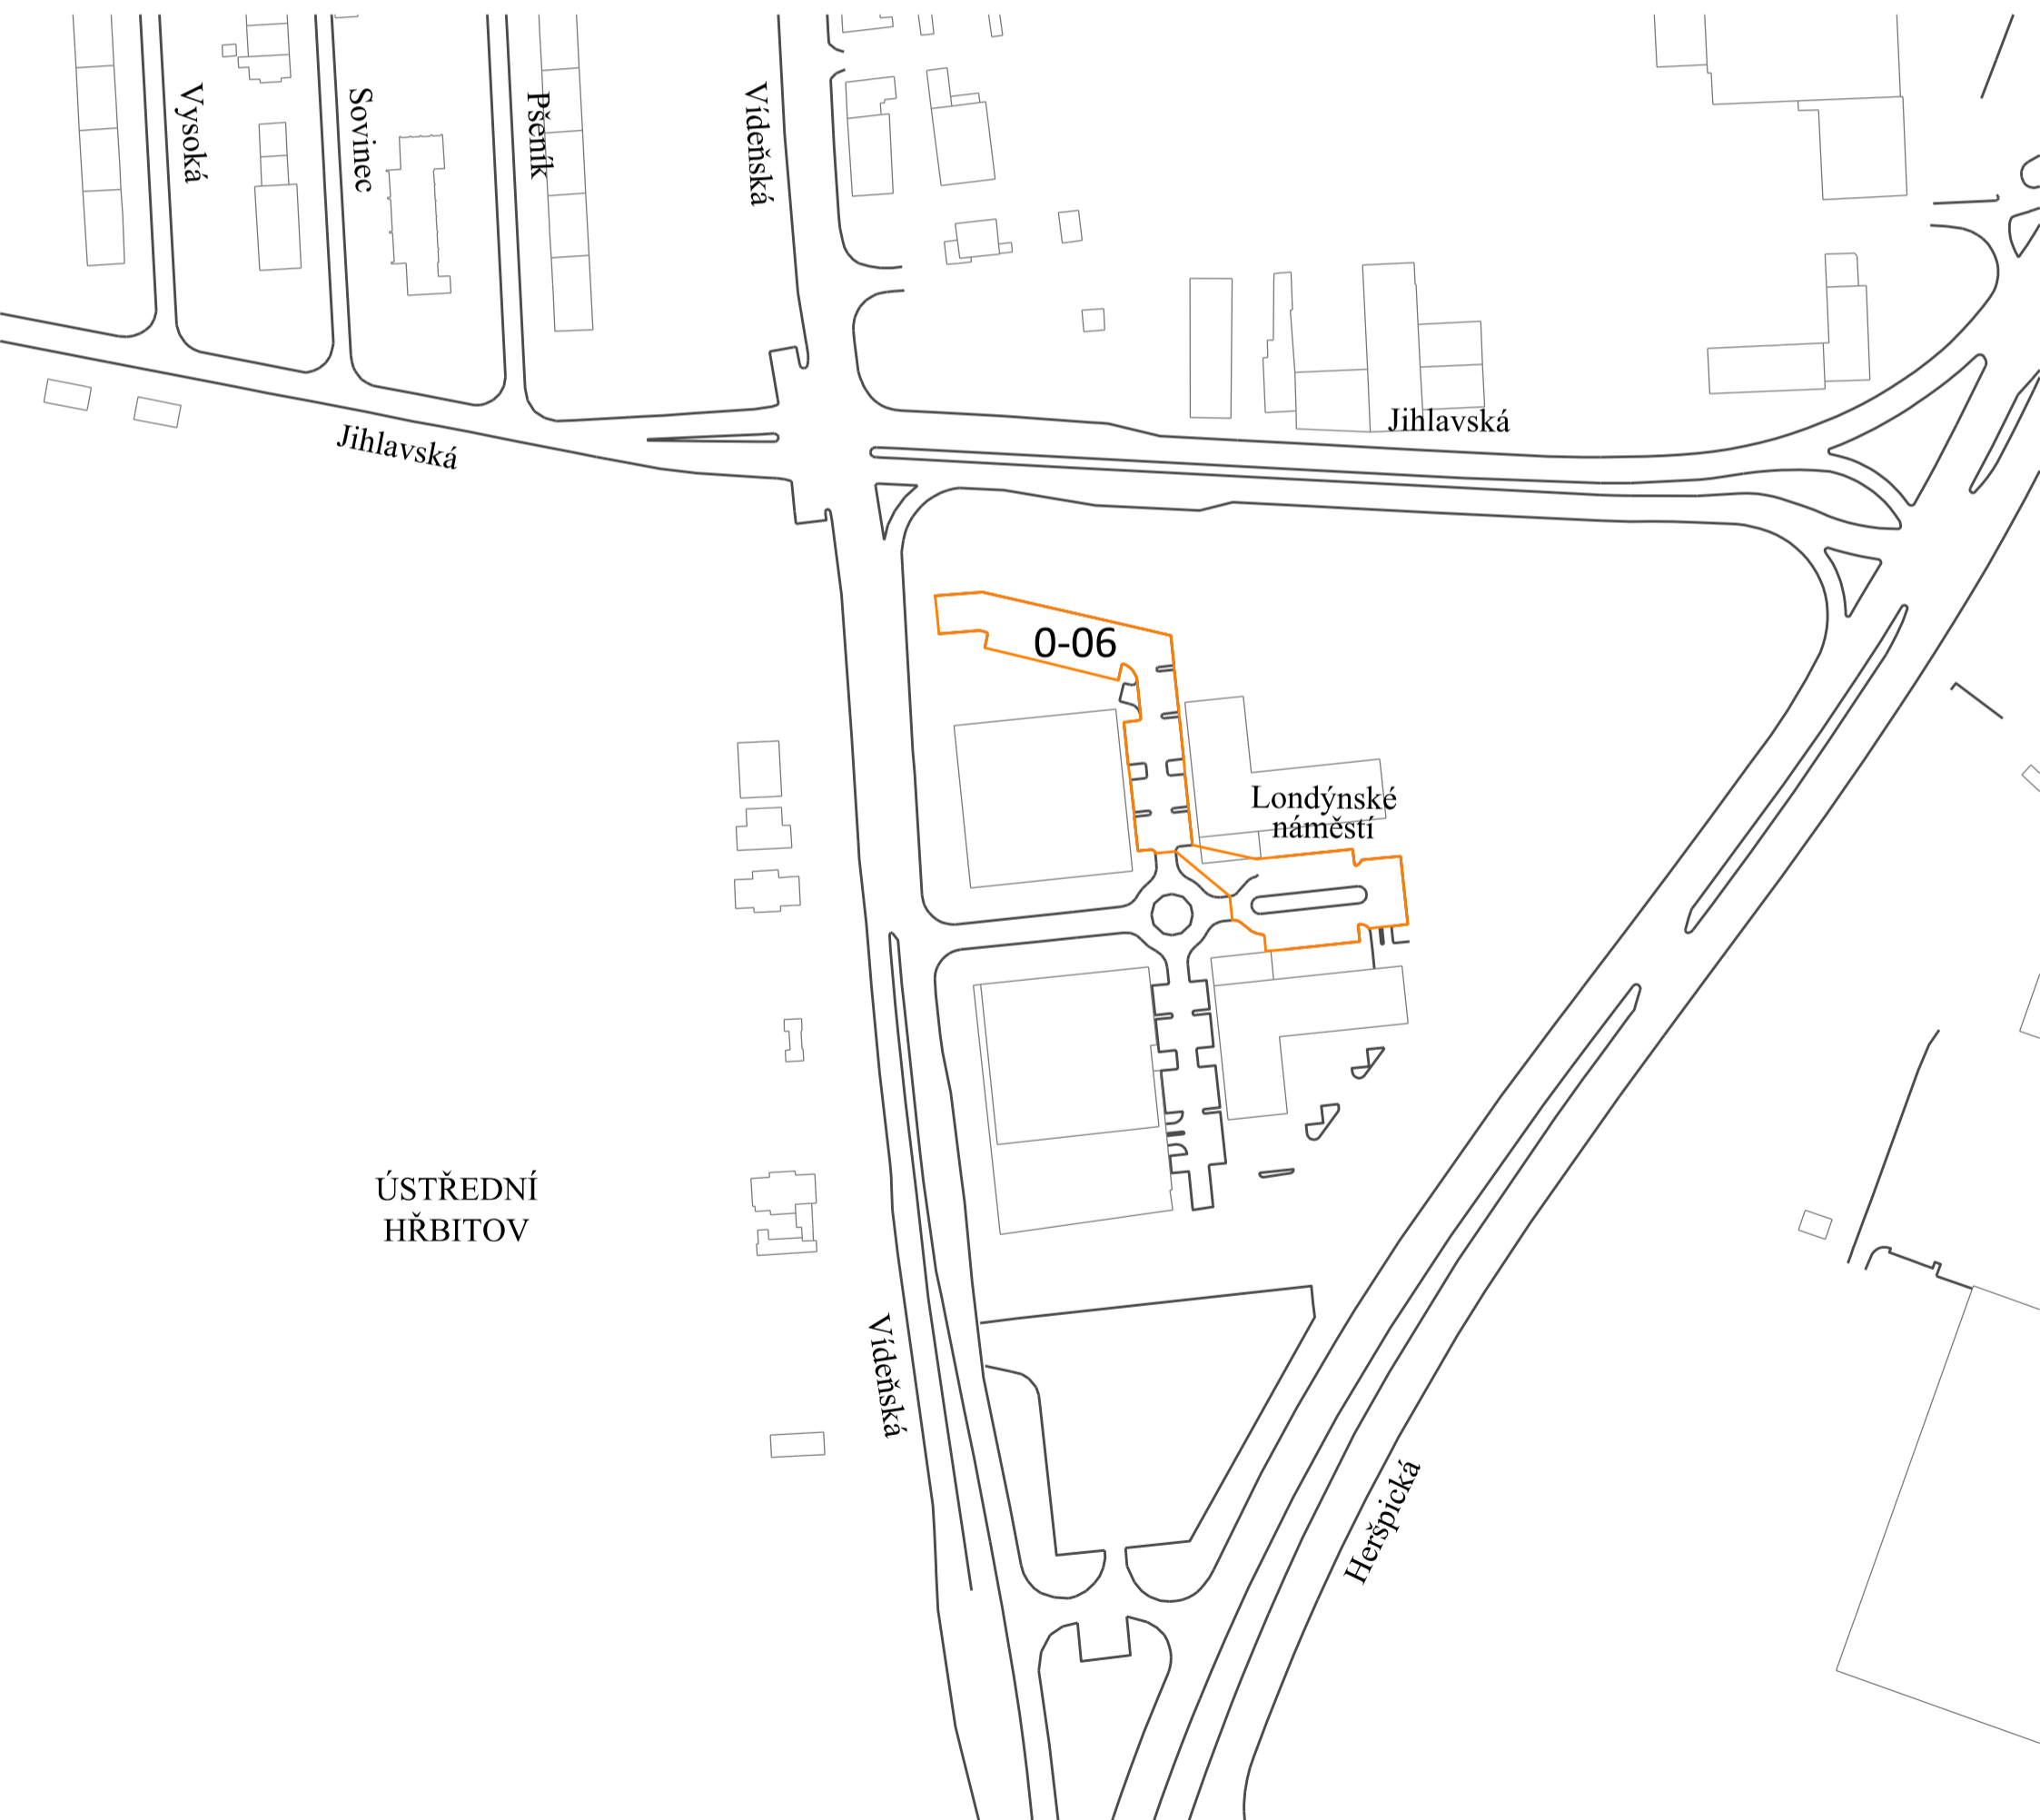 Vysoká
Sovinec
Pšeník
Vídeňská
Jihlavská
Jihlavská
0-06
Londýnské
náměstí
ÚSTŘEDNÍ
HŘBITOV
Vídeňská
Heršpická